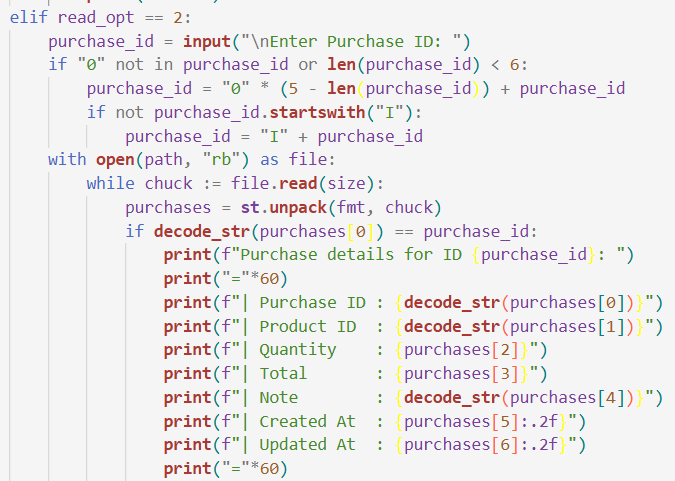 elif read_opt == 2:
    purchase_id = input("\nEnter Purchase ID: ")
    if "0" not in purchase_id or len(purchase_id) < 6:
        purchase_id = "0" * (5 - len(purchase_id)) + purchase_id
        if not purchase_id.startswith("I"):
            purchase_id = "I" + purchase_id
    with open(path, "rb") as file:
        while chuck := file.read(size):
            purchases = st.unpack(fmt, chuck)
            if decode_str(purchases[0]) == purchase_id:
                print(f"Purchase details for ID {purchase_id}: ")
                print("="*60)
                print(f"| Purchase ID : {decode_str(purchases[0])}")
                print(f"| Product ID  : {decode_str(purchases[1])}")
                print(f"| Quantity    : {purchases[2]}")
                print(f"| Total       : {purchases[3]}")
                print(f"| Note        : {decode_str(purchases[4])}")
                print(f"| Created At  : {purchases[5]:.2f}")
                print(f"| Updated At  : {purchases[6]:.2f}")
                print("="*60)